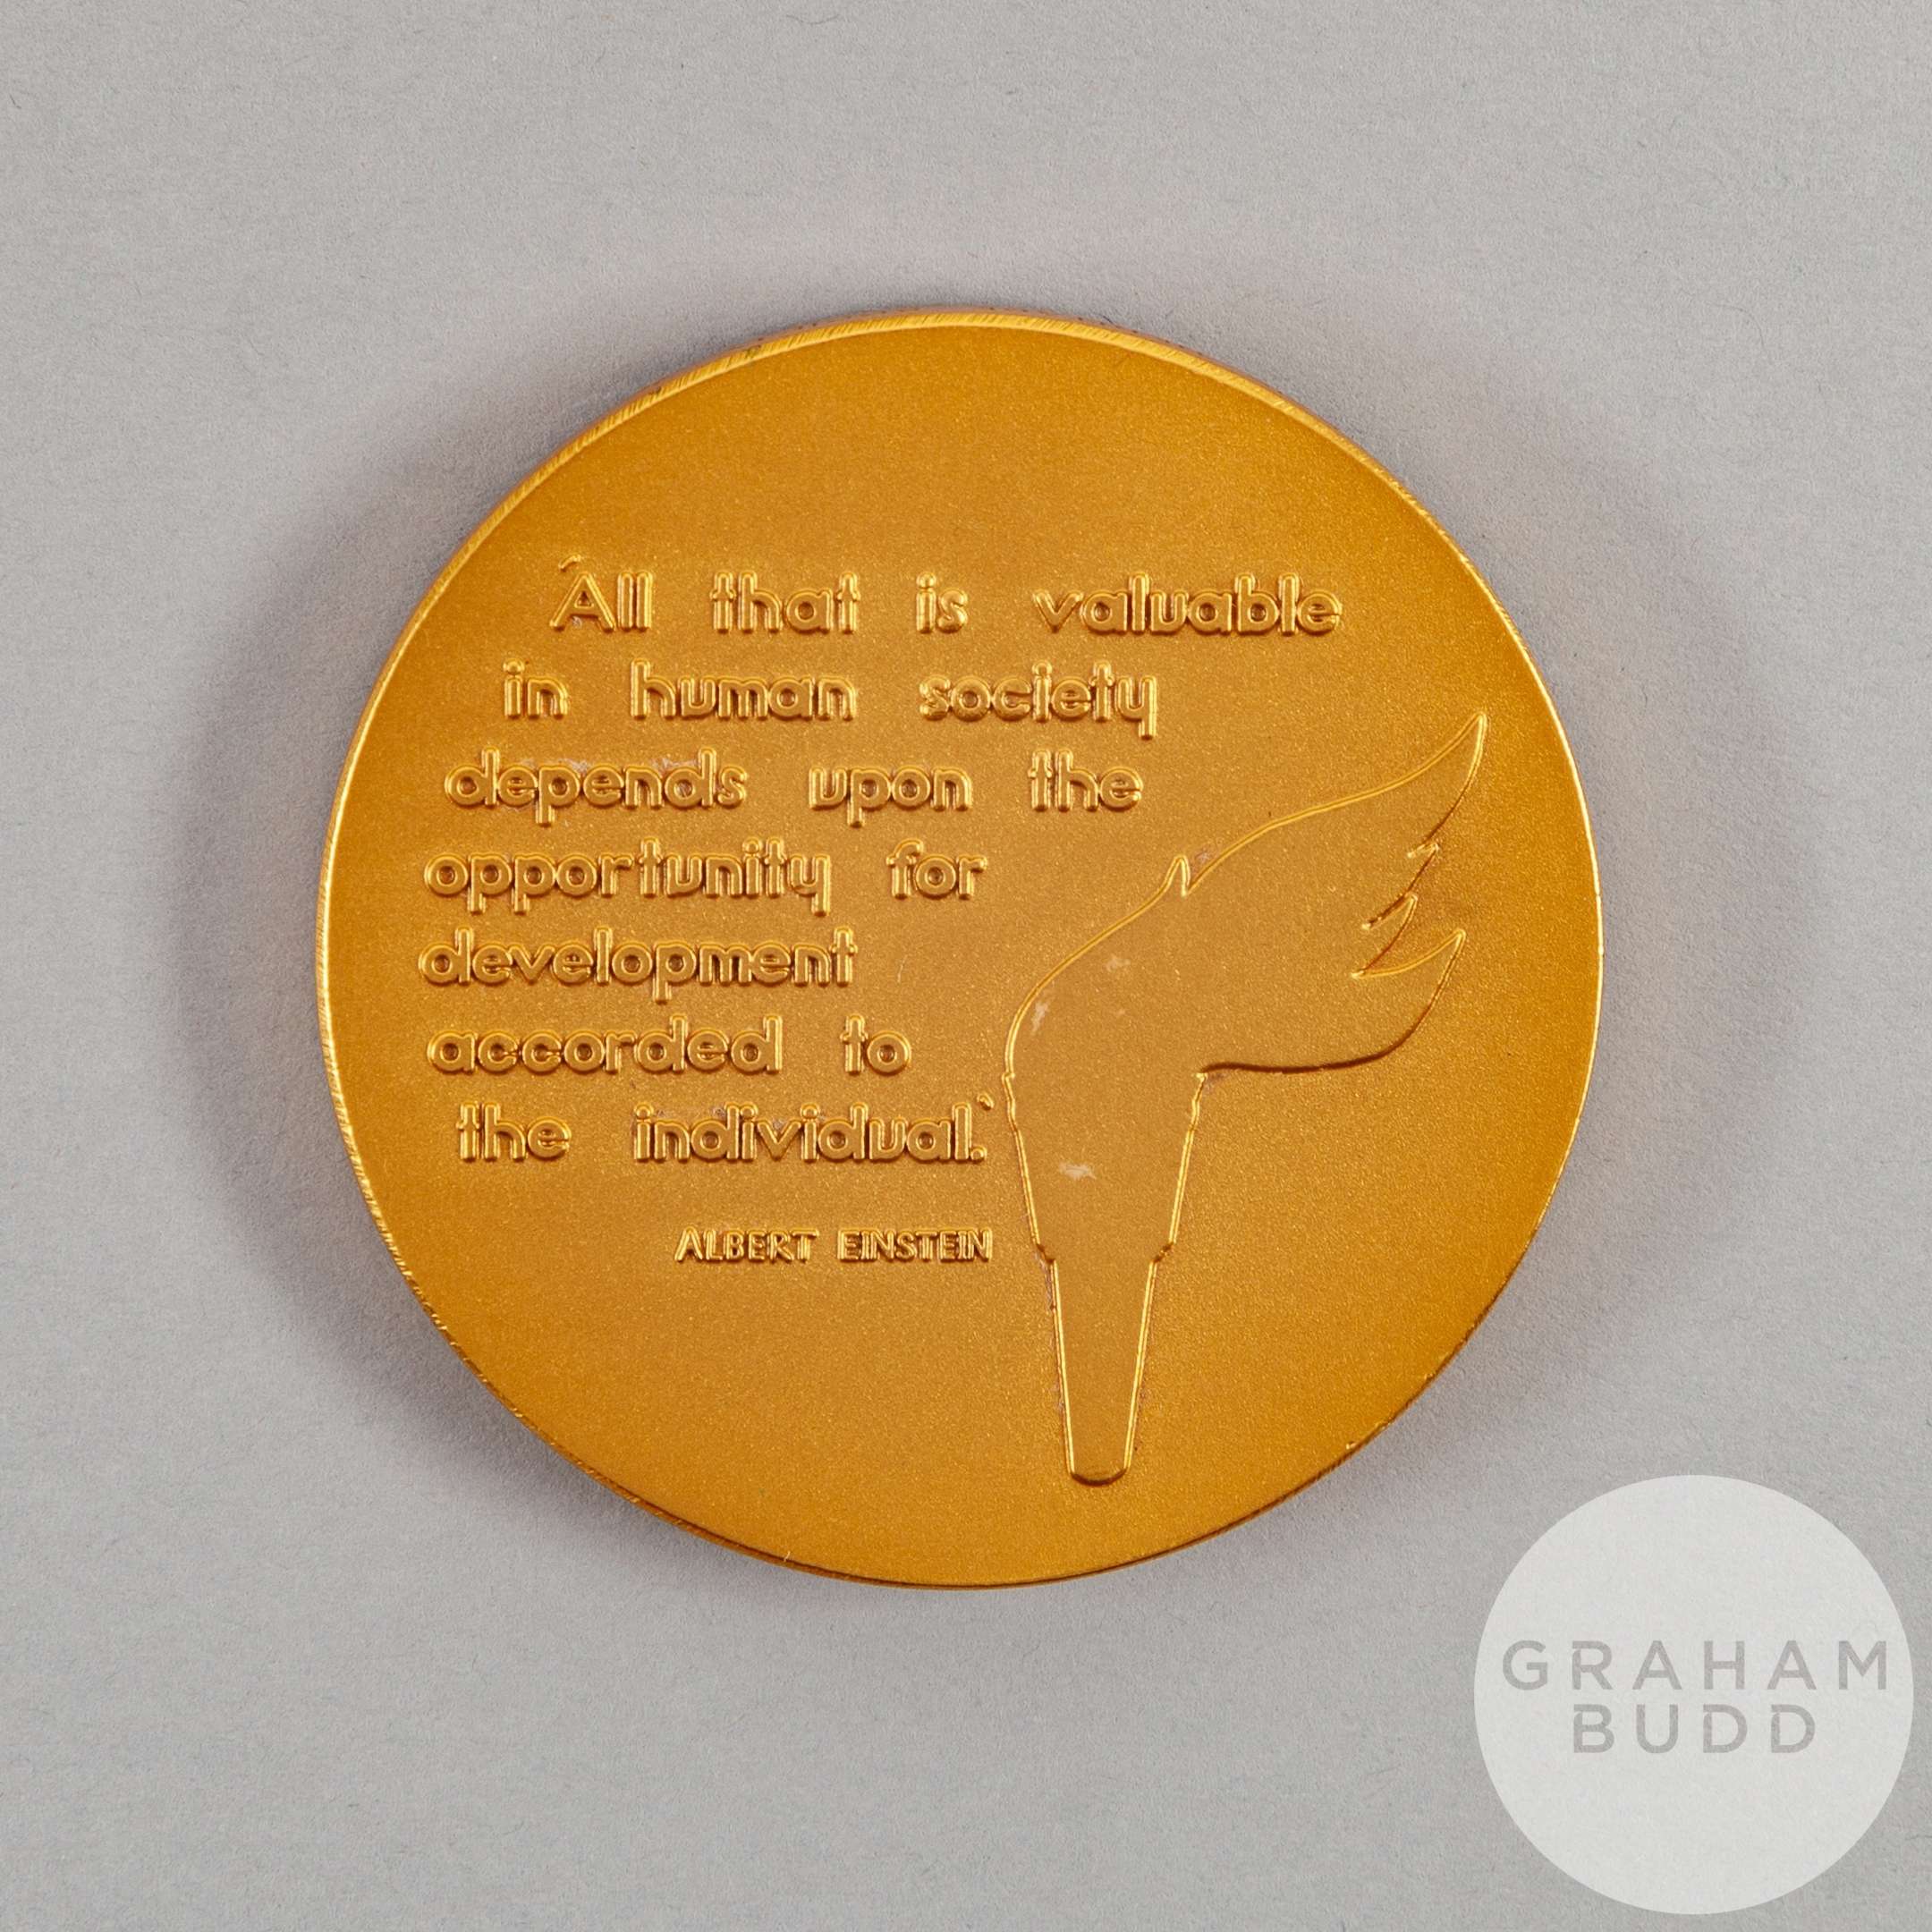 ´All that is valuable
in human society
depends upon the
opportunity for
development
accorded to
the individual.`
ALBERT EINSTEIN
GRAHAM
BUDD